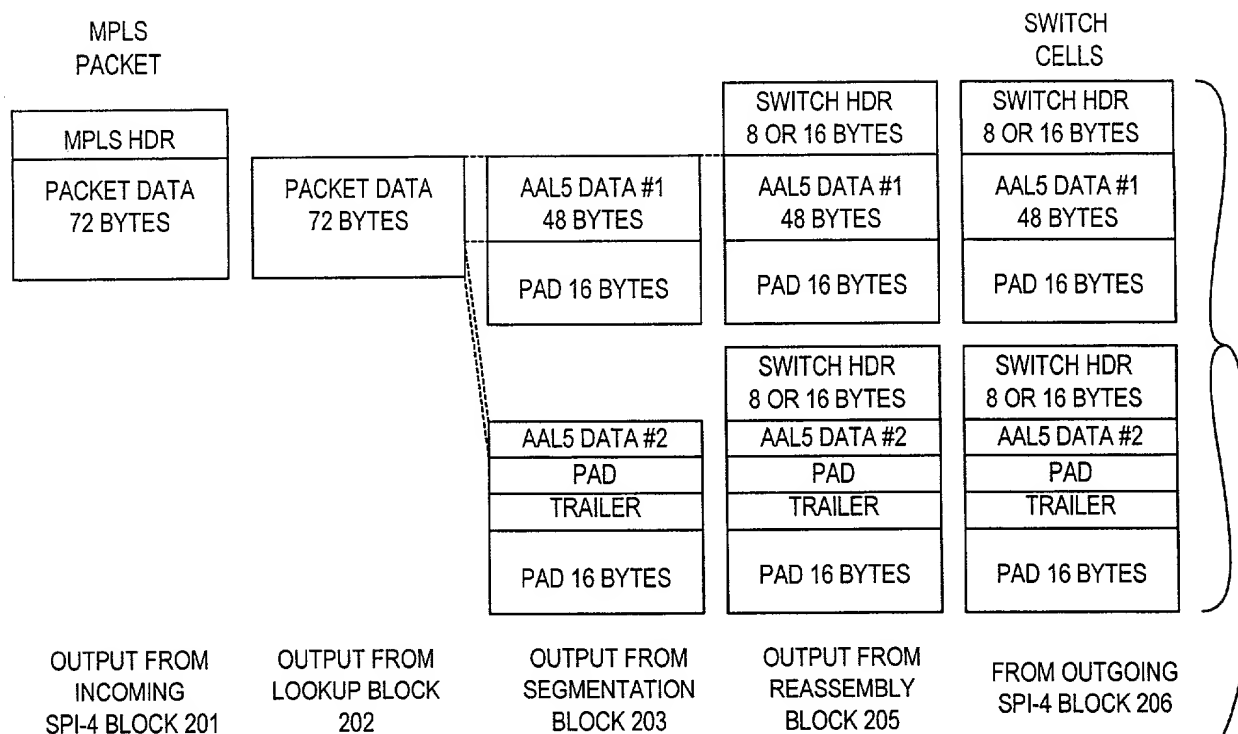 MPLS
PACKET
MPLS HDR
PACKET DATA
72 BYTES
OUTPUT FROM
INCOMING
SPI-4 BLOCK 201
PACKET DATA
72 BYTES
OUTPUT FROM
LOOKUP BLOCK
202
AAL5 DATA #1
48 BYTES
PAD 16 BYTES
AAL5 DATA #2
PAD
TRAILER
PAD 16 BYTES
OUTPUT FROM
SEGMENTATION
BLOCK 203
SWITCH HDR
8 OR 16 BYTES
AAL5 DATA #1
48 BYTES
PAD 16 BYTES
SWITCH HDR
8 OR 16 BYTES
AAL5 DATA #2
PAD
TRAILER
PAD 16 BYTES
OUTPUT FROM
REASSEMBLY
BLOCK 205
SWITCH
CELLS
SWITCH HDR
8 OR 16 BYTES
AAL5 DATA #1
48 BYTES
PAD 16 BYTES
SWITCH HDR
8 OR 16 BYTES
AAL5 DATA #2
PAD
TRAILER
PAD 16 BYTES
FROM OUTGOING
SPI-4 BLOCK 206